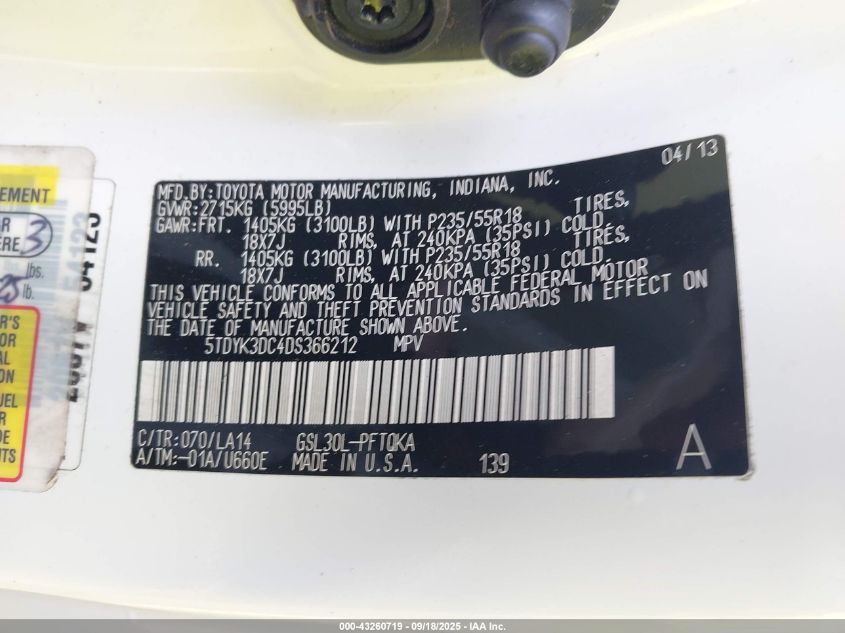 04/13
MFD.BY:TOYOTA MOTOR MANUFACTURING, INDIANA, INC.
GVWR:2715KG (5995LB)
GAWR:FRT. 1405KG (3100LB) WITH P235/55R18 TIRES,
18X7J RIMS, AT 240KPA (35PSI) COLD.
RR. 1405KG (3100LB) WITH P235/55R18 TIRES,
18X7J RIMS, AT 240KPA (35PSI) COLD.
THIS VEHICLE CONFORMS TO ALL APPLICABLE FEDERAL MOTOR
VEHICLE SAFETY AND THEFT PREVENTION STANDARDS IN EFFECT ON
THE DATE OF MANUFACTURE SHOWN ABOVE.
5TDYK3DC4DS366212 MPV
C/TR:070/LA14 GSL30L-PFTQKA
A/TM:-01A/U660E MADE IN U.S.A. 139 A
3
lbs.
lb.
000-43260719 - 09/18/2025 - IAA Inc.